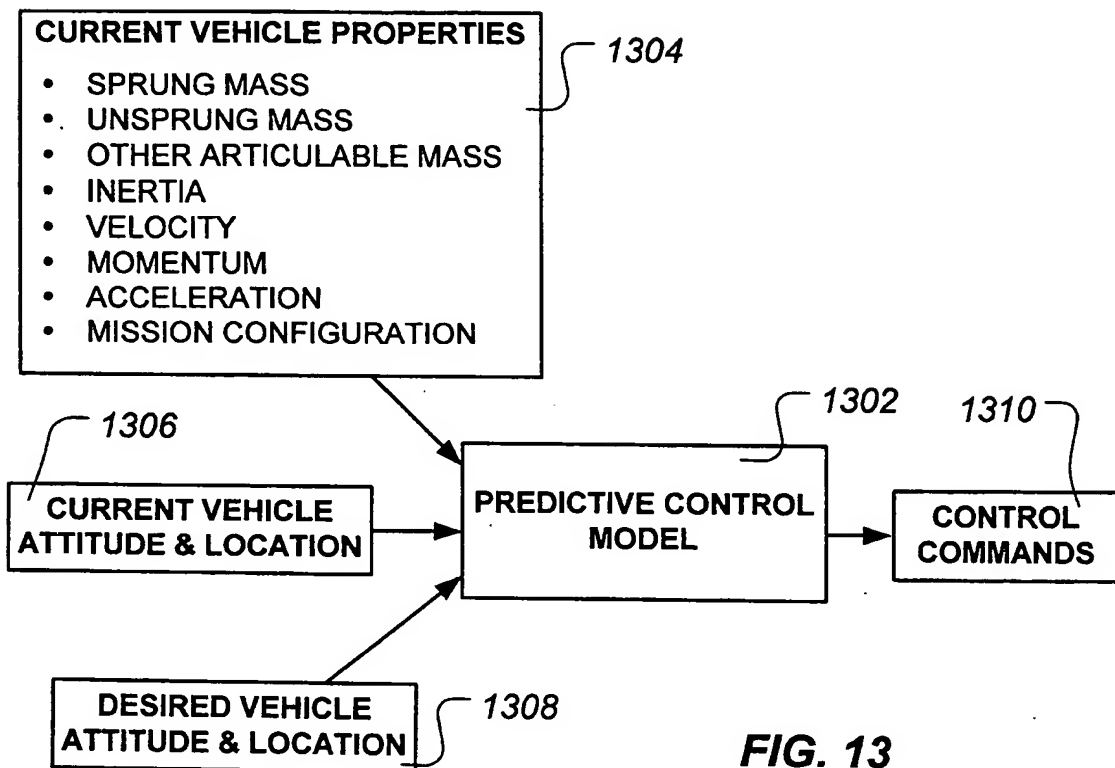 CURRENT VEHICLE PROPERTIES
• SPRUNG MASS
• UNSPRUNG MASS
• OTHER ARTICULABLE MASS
• INERTIA
• VELOCITY
• MOMENTUM
• ACCELERATION
• MISSION CONFIGURATION
1304
1306
CURRENT VEHICLE
ATTITUDE & LOCATION
1302
PREDICTIVE CONTROL
MODEL
1310
CONTROL
COMMANDS
DESIRED VEHICLE
ATTITUDE & LOCATION
1308
FIG. 13